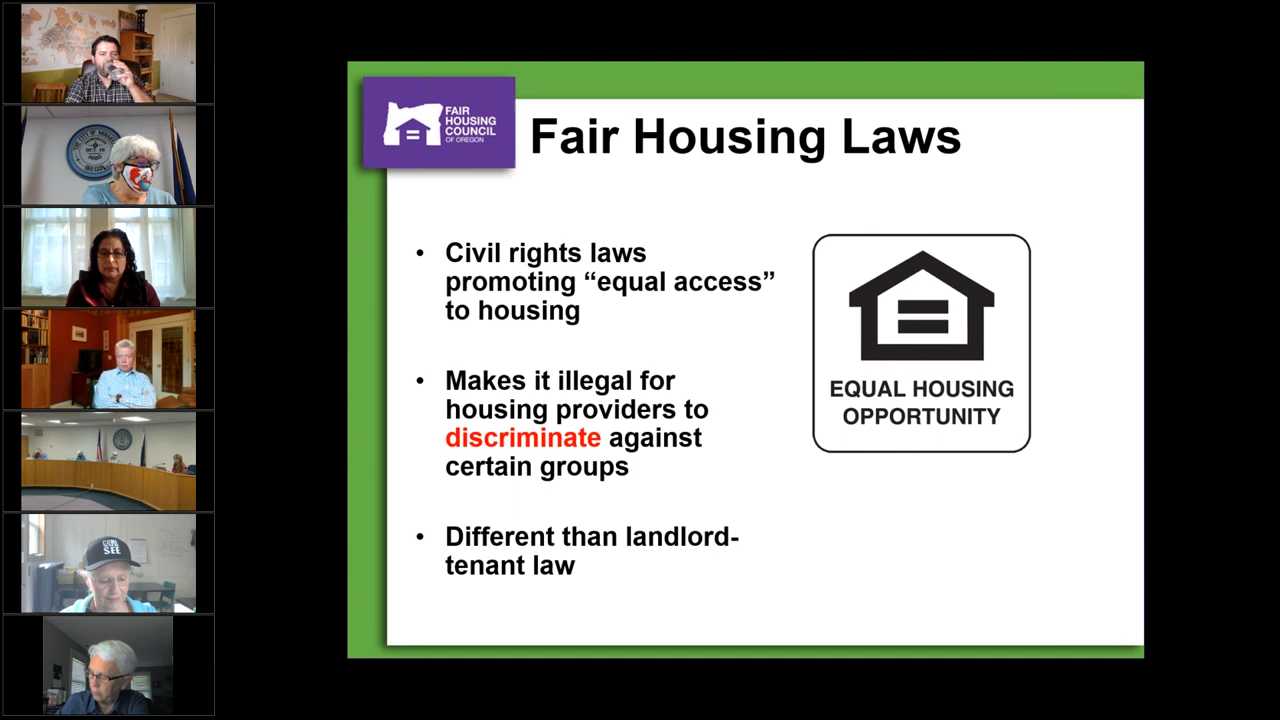 FAIR
HOUSING
COUNCIL
OF OREGON
Fair Housing Laws
• Civil rights laws
promoting “equal access”
to housing
• Makes it illegal for
housing providers to
discriminate against
certain groups
• Different than landlord-
tenant law
EQUAL HOUSING
OPPORTUNITY
SEE